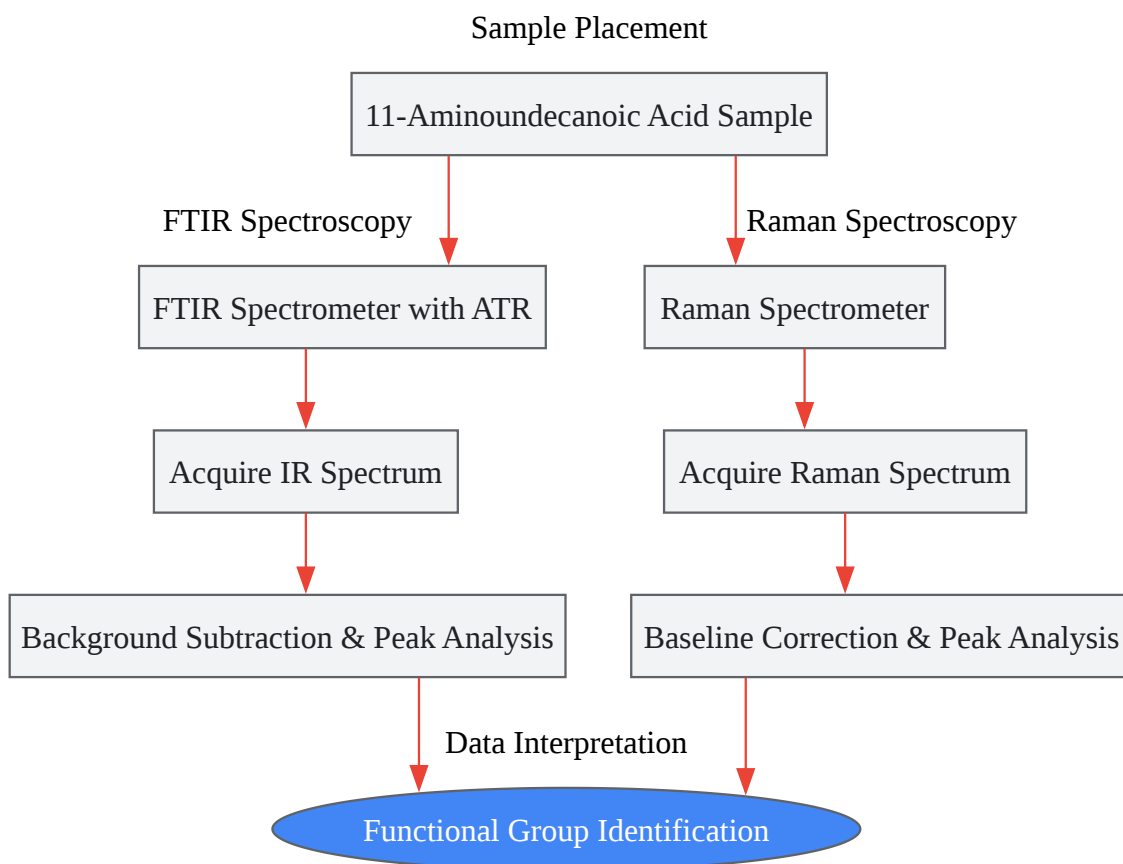 Sample Placement
11-Aminoundecanoic Acid Sample
FTIR Spectroscopy
Raman Spectroscopy
FTIR Spectrometer with ATR
Raman Spectrometer
Acquire IR Spectrum
Acquire Raman Spectrum
Background Subtraction & Peak Analysis
Baseline Correction & Peak Analysis
Data Interpretation
Functional Group Identification